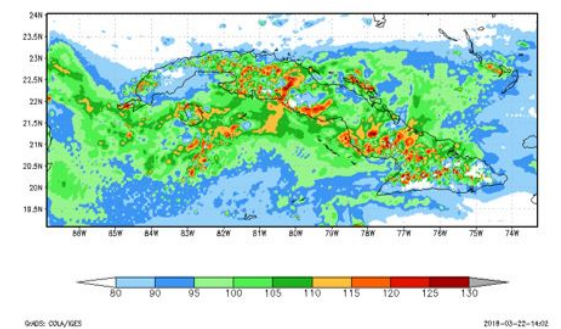 24N
23.5N
23N
22.5N
22N
21.5N
21N
20.5N
20N
19.5N
86W 85W 84W 83W 82W 81W 80W 79W 78W 77W 76W 75W 74W
80 90 95 100 105 110 115 120 125 130
GrADS: COLA/IGES 2018-03-22-14:02